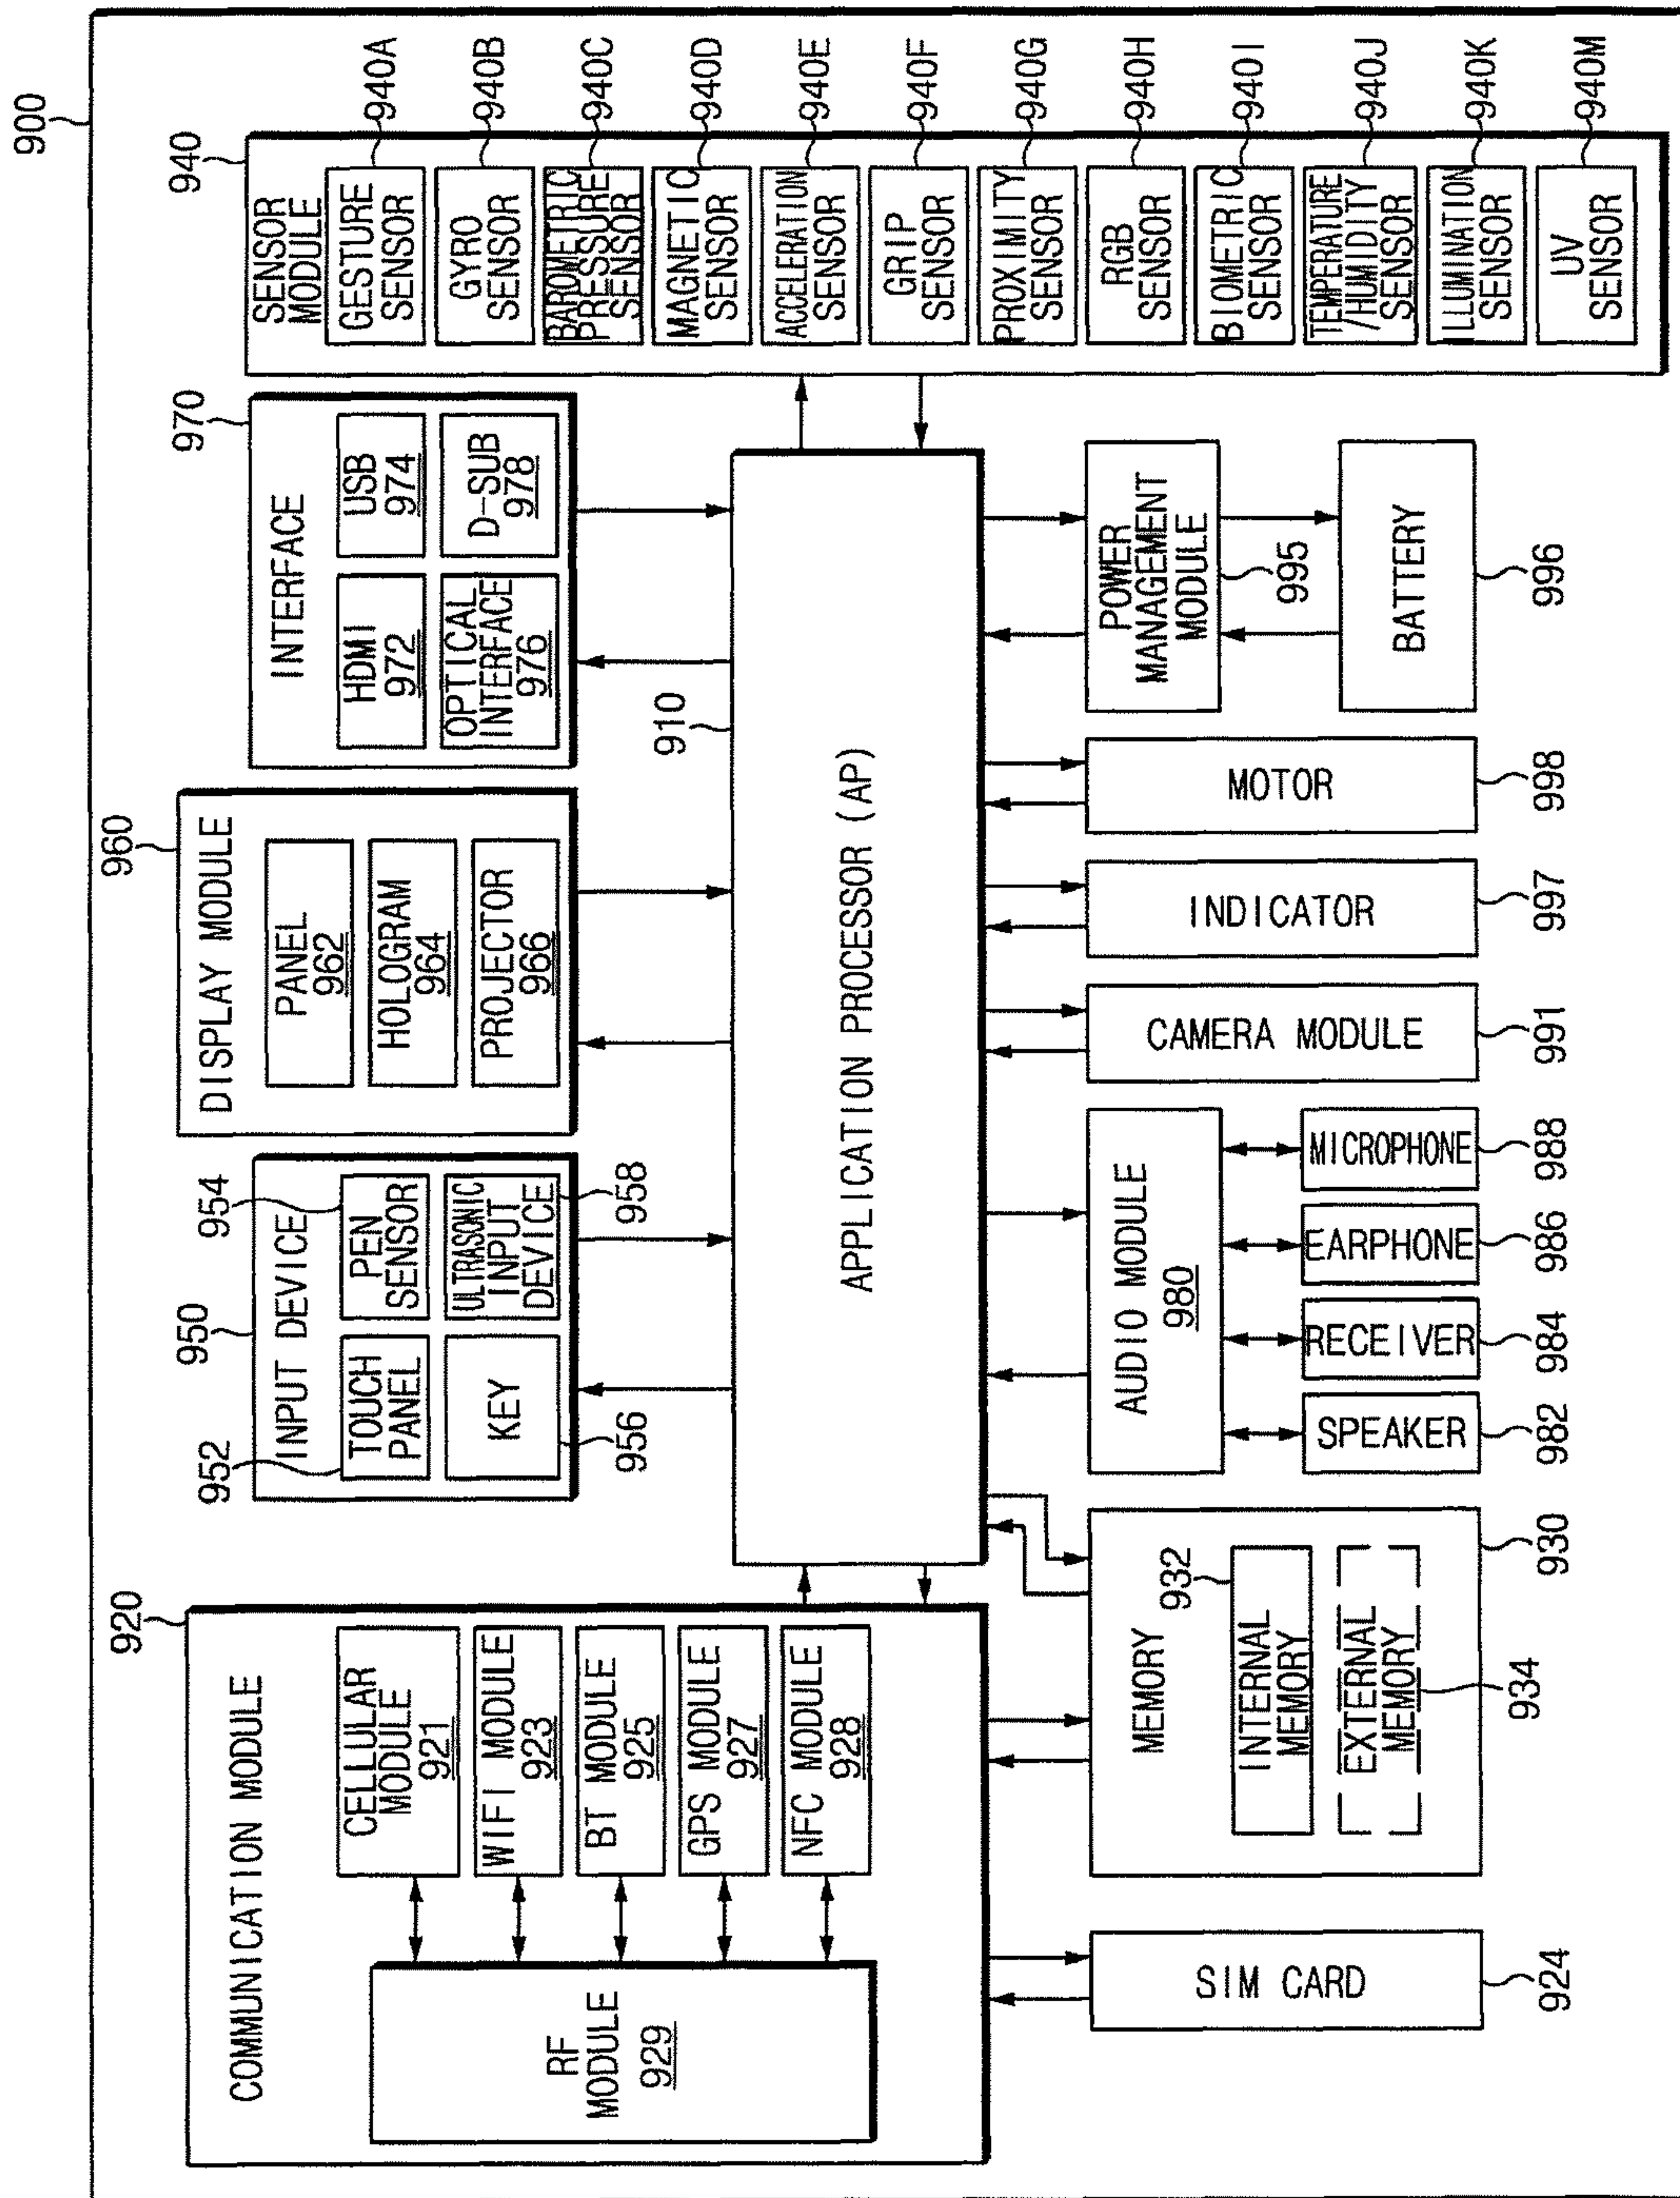 900
920
COMMUNICATION MODULE
RF
MODULE
929
CELLULAR
MODULE
921
WIFI MODULE
923
BT MODULE
925
GPS MODULE
927
NFC MODULE
928
950
INPUT DEVICE
952
TOUCH
PANEL
954
PEN
SENSOR
KEY
956
ULTRASONIC
INPUT
DEVICE
958
960
DISPLAY MODULE
PANEL
962
HOLOGRAM
964
PROJECTOR
966
970
INTERFACE
HDMI
972
USB
974
OPTICAL
INTERFACE
976
D-SUB
978
940
SENSOR
MODULE
GESTURE
SENSOR
940A
GYRO
SENSOR
940B
BAROMETRIC
PRESSURE
SENSOR
940C
MAGNETIC
SENSOR
940D
ACCELERATION
SENSOR
940E
GRIP
SENSOR
940F
PROXIMITY
SENSOR
940G
RGB
SENSOR
940H
BIOMETRIC
SENSOR
940I
TEMPERATURE
/HUMIDITY
SENSOR
940J
ILLUMINATION
SENSOR
940K
UV
SENSOR
940M
910
APPLICATION PROCESSOR (AP)
SIM CARD
924
MEMORY
932
INTERNAL
MEMORY
EXTERNAL
MEMORY
934
930
AUDIO MODULE
980
SPEAKER
982
RECEIVER
984
EARPHONE
986
MICROPHONE
988
CAMERA MODULE
991
INDICATOR
997
MOTOR
998
POWER
MANAGEMENT
MODULE
995
BATTERY
996